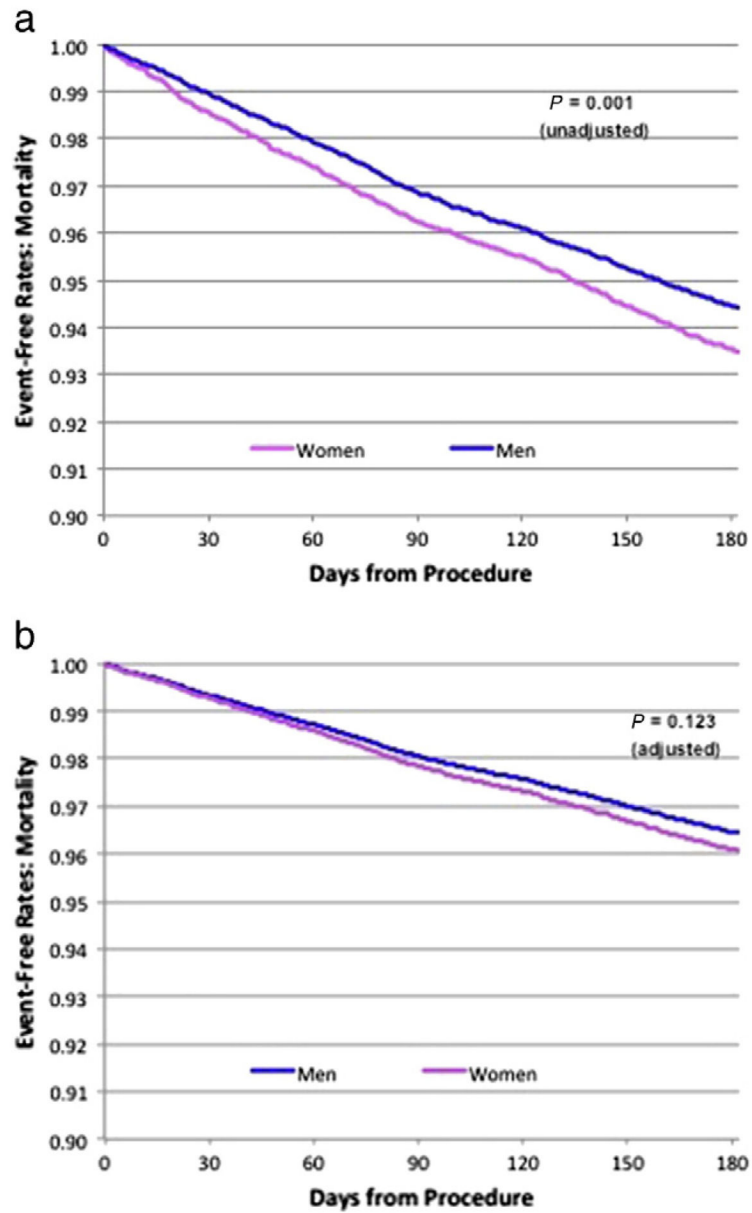 a
Event-Free Rates: Mortality
1.00
0.99
0.98
0.97
0.96
0.95
0.94
0.93
0.92
0.91
0.90
P = 0.001
(unadjusted)
Women Men
0 30 60 90 120 150 180
Days from Procedure
b
Event-Free Rates: Mortality
1.00
0.99
0.98
0.97
0.96
0.95
0.94
0.93
0.92
0.91
0.90
P = 0.123
(adjusted)
Men Women
0 30 60 90 120 150 180
Days from Procedure